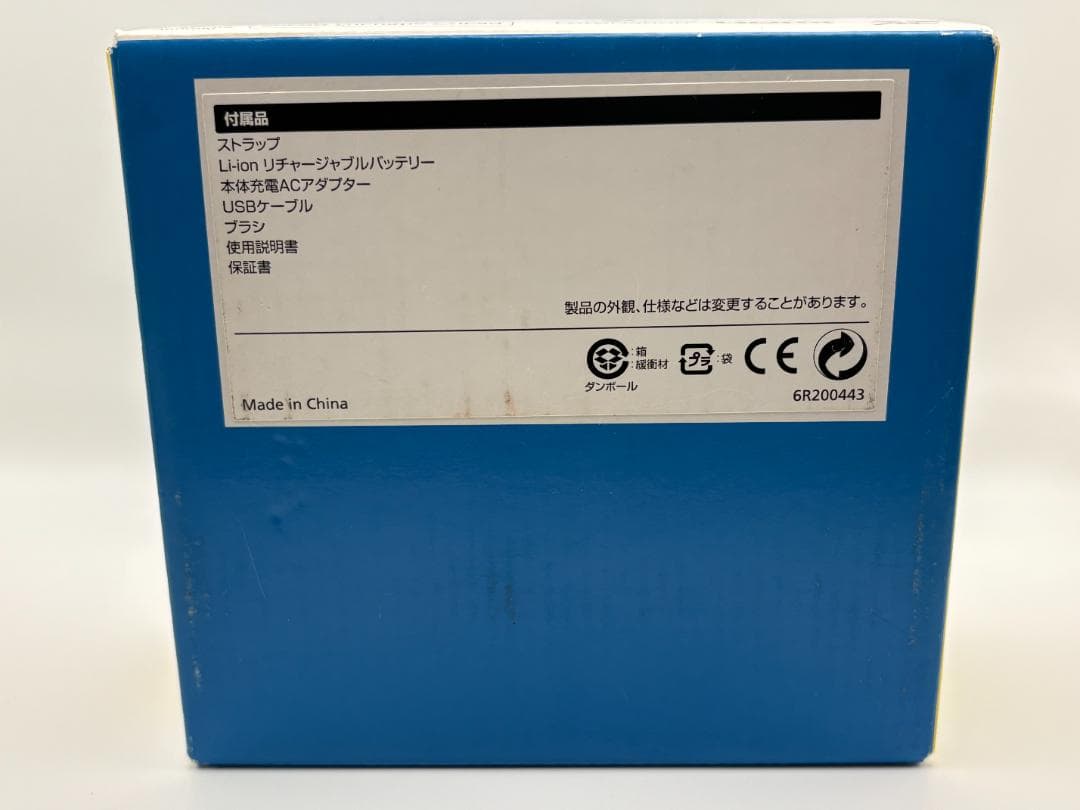 付属品
ストラップ
Li-ion リチャージャブルバッテリー
本体充電ACアダプター
USBケーブル
ブラシ
使用説明書
保証書
製品の外観、仕様などは変更することがあります。
:箱
:緩衝材
ダンボール
プラ
:袋
CE
Made in China
6R200443